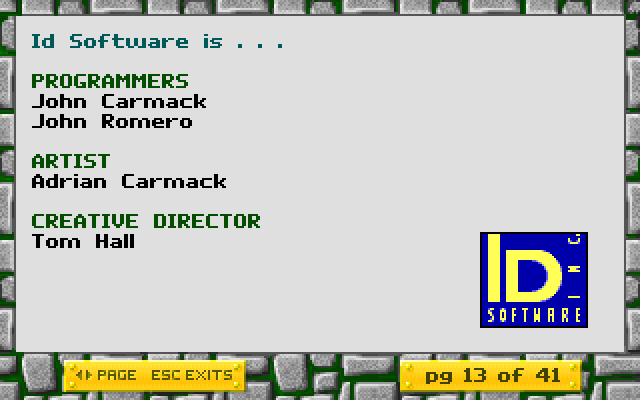 Id Software is . . .
PROGRAMMERS
John Carmack
John Romero
ARTIST
Adrian Carmack
CREATIVE DIRECTOR
Tom Hall
ID
INC
SOFTWARE
PAGE ESC EXITS
pg 13 of 41